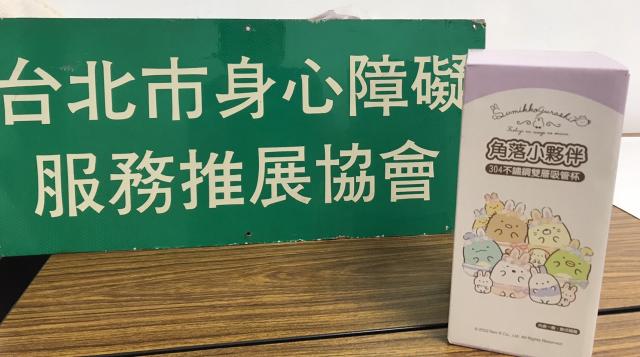 台北市身心障礙
服務推展協會
Sumikkogurashi
角落小夥伴
304不鏽鋼雙層吸管杯